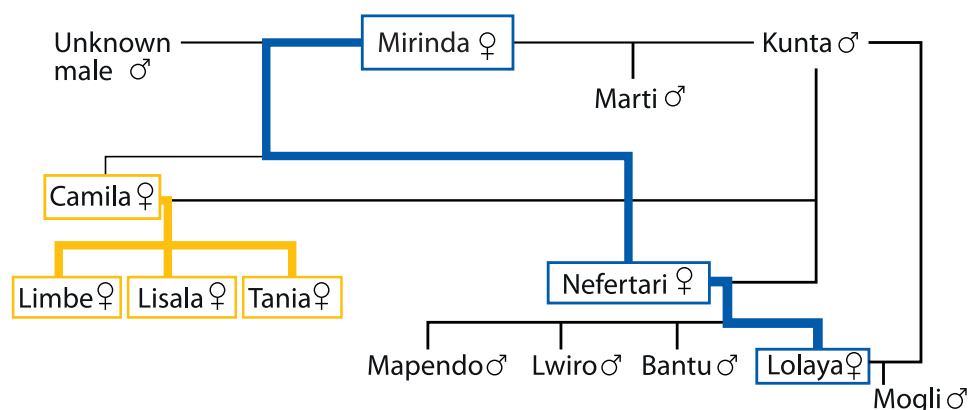 Unknown
male ♂
Mirinda ♀
Kunta ♂
Marti ♂
Camila ♀
Limbe ♀
Lisala ♀
Tania ♀
Nefertari ♀
Mapendo ♂
Lwiro ♂
Bantu ♂
Lolaya ♀
Mogli ♂